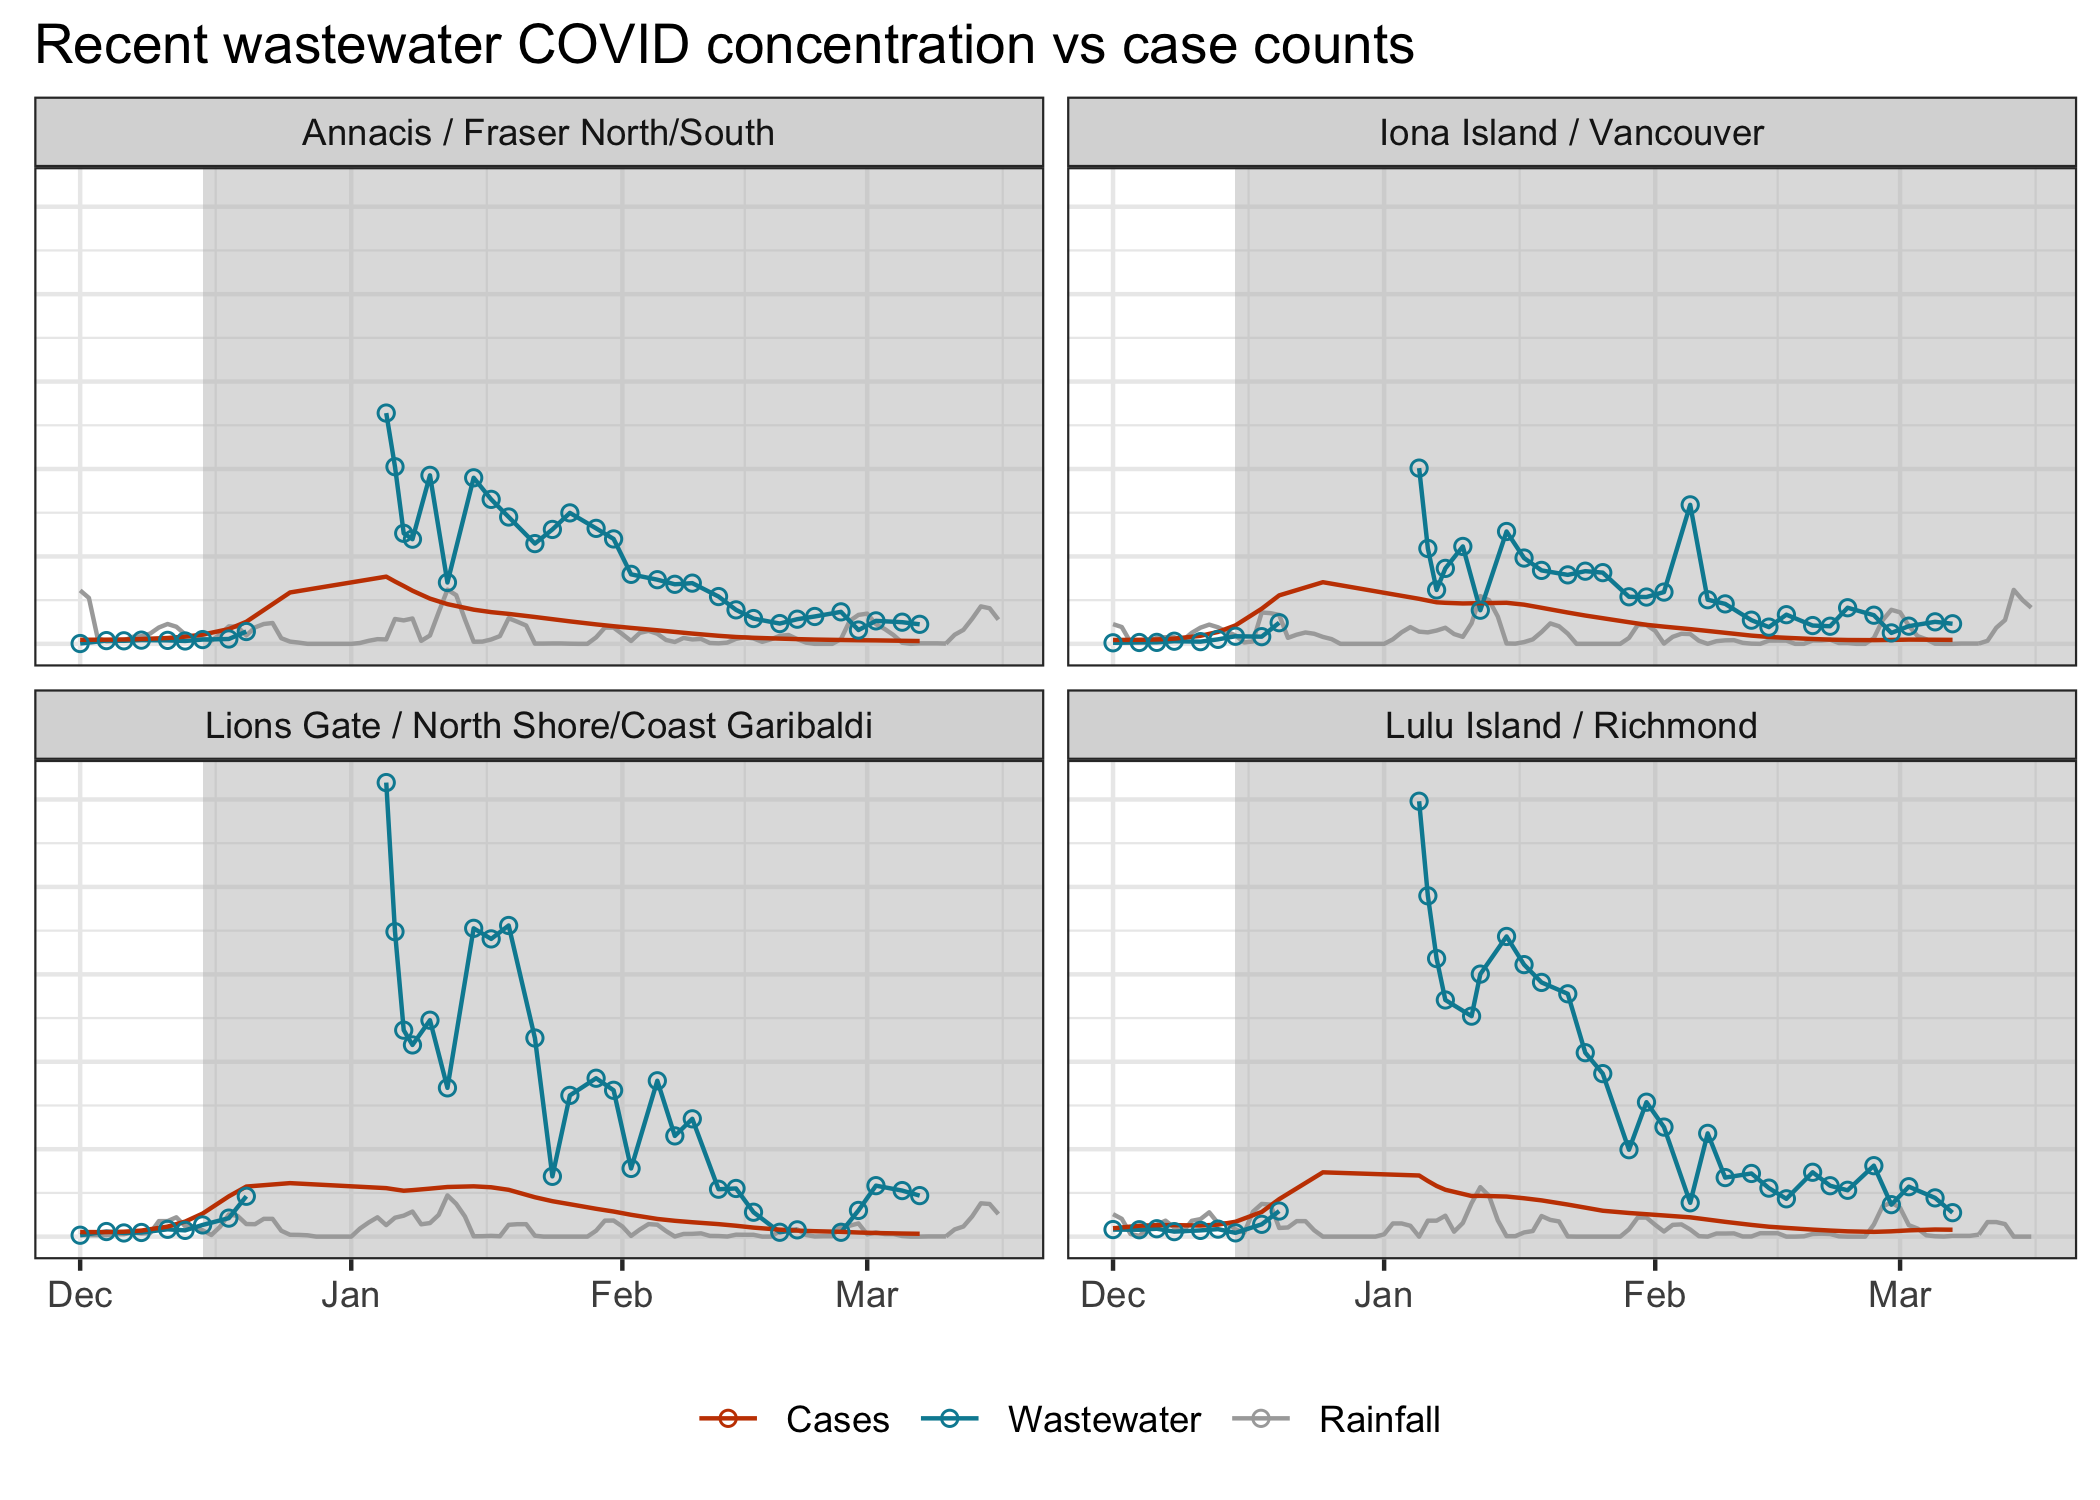 Recent wastewater COVID concentration vs case counts
Annacis / Fraser North/South
Iona Island / Vancouver
Lions Gate / North Shore/Coast Garibaldi
Lulu Island / Richmond
Dec Jan Feb Mar Dec Jan Feb Mar
Cases Wastewater Rainfall